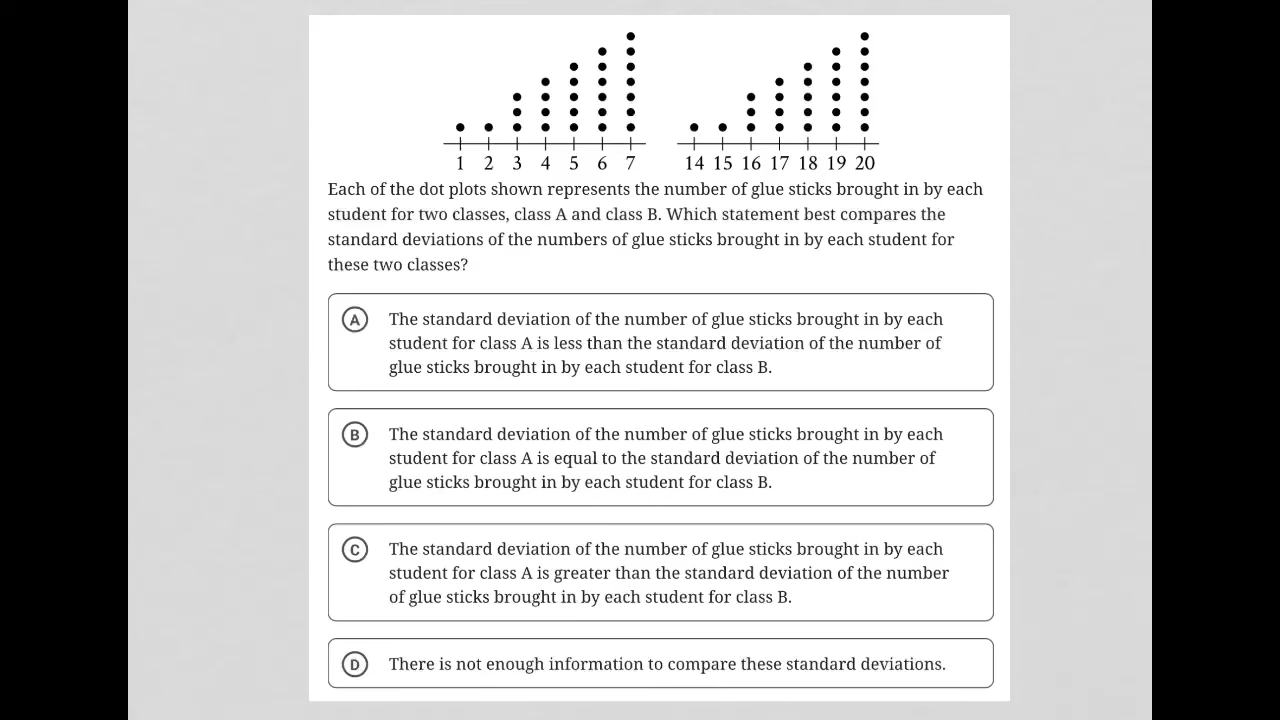 1 2 3 4 5 6 7 14 15 16 17 18 19 20
Each of the dot plots shown represents the number of glue sticks brought in by each
student for two classes, class A and class B. Which statement best compares the
standard deviations of the numbers of glue sticks brought in by each student for
these two classes?
A The standard deviation of the number of glue sticks brought in by each
student for class A is less than the standard deviation of the number of
glue sticks brought in by each student for class B.
B The standard deviation of the number of glue sticks brought in by each
student for class A is equal to the standard deviation of the number of
glue sticks brought in by each student for class B.
C The standard deviation of the number of glue sticks brought in by each
student for class A is greater than the standard deviation of the number
of glue sticks brought in by each student for class B.
D There is not enough information to compare these standard deviations.